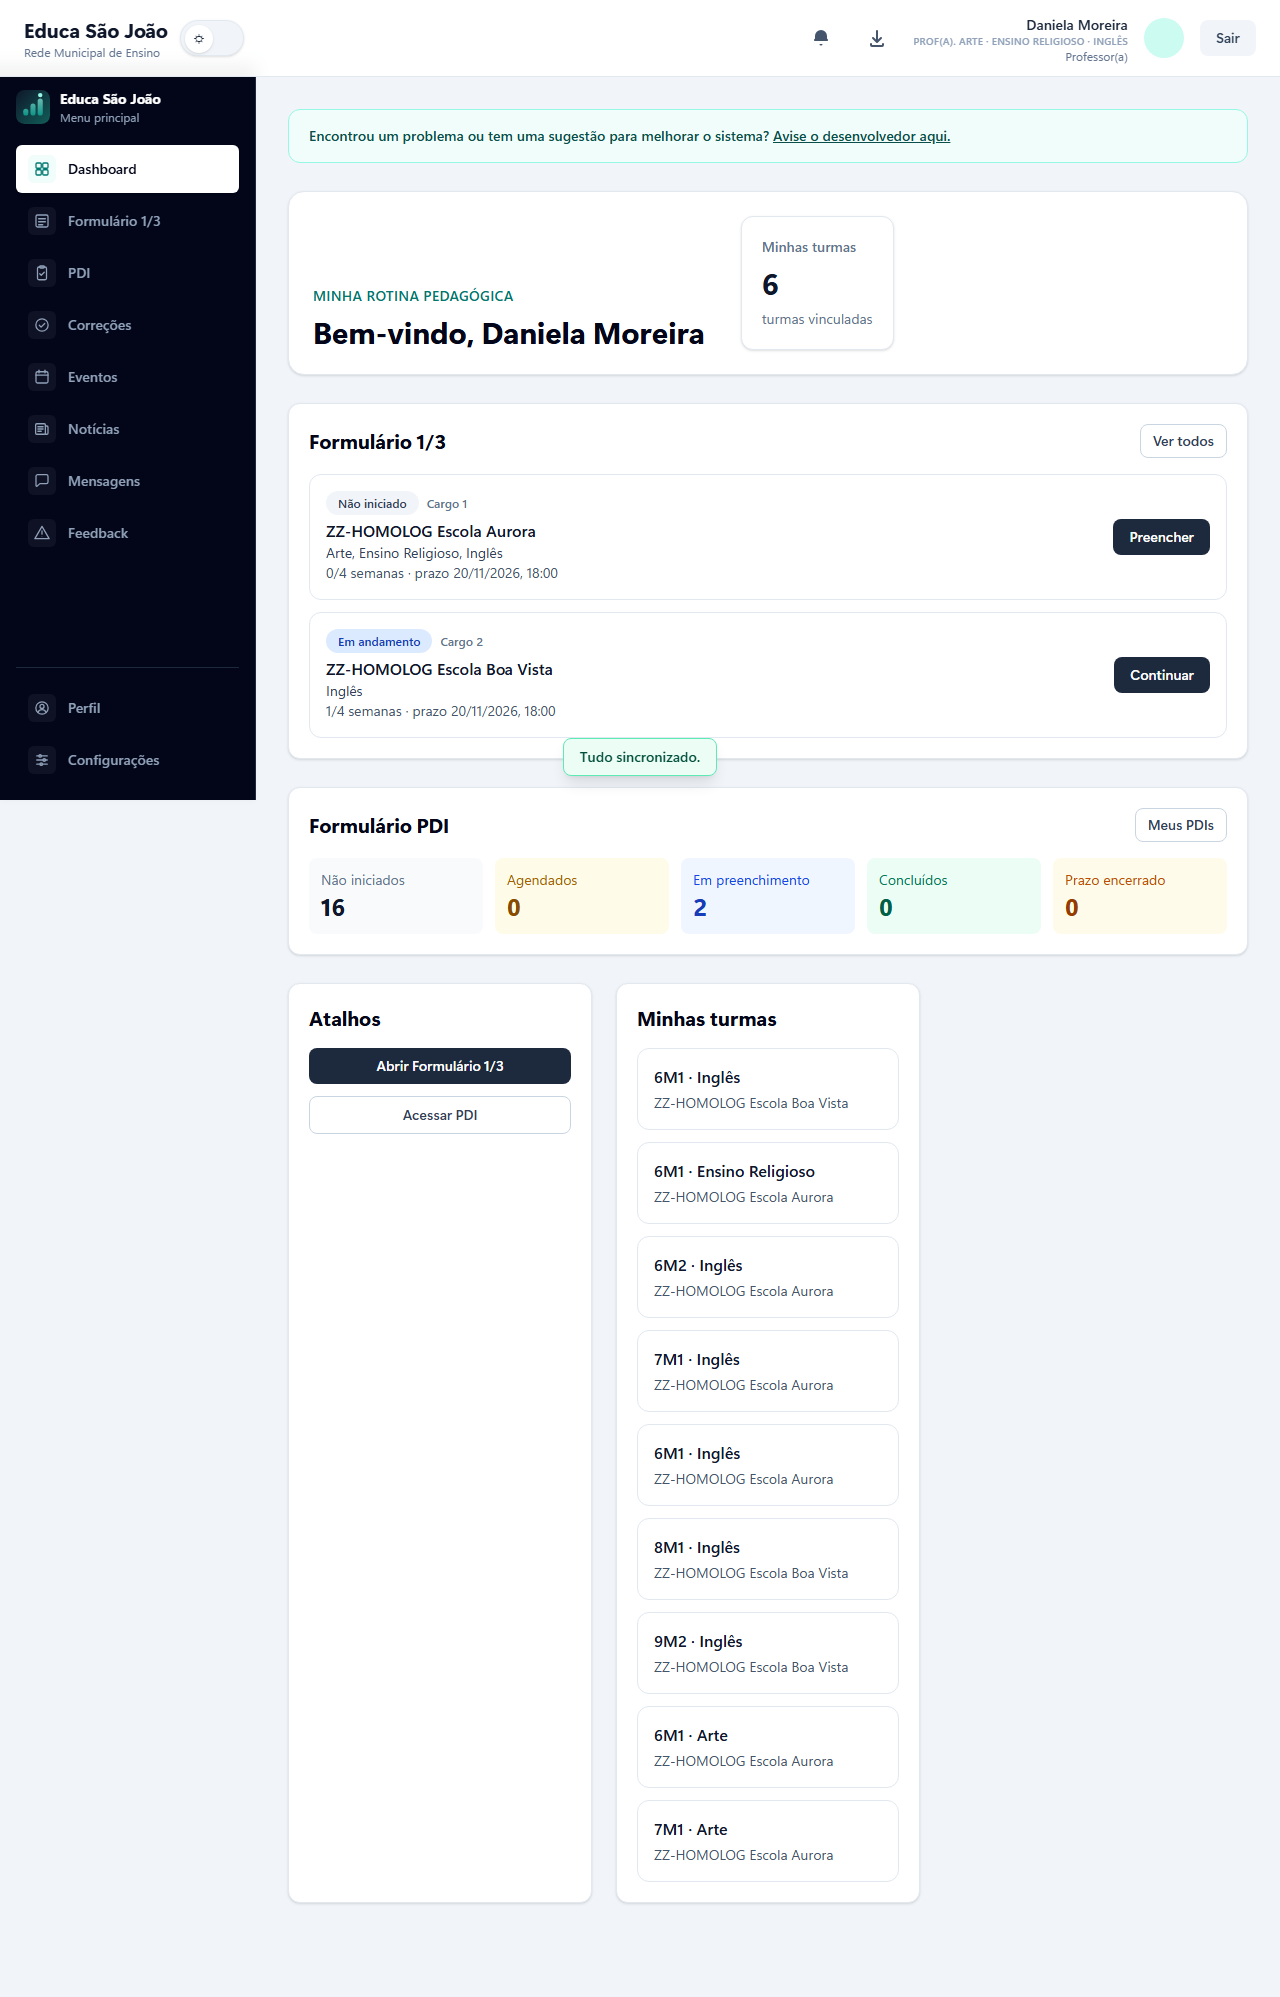 Educa São João
Rede Municipal de Ensino
Daniela Moreira
PROF(A). ARTE · ENSINO RELIGIOSO · INGLÊS
Professor(a)
Sair
Educa São João
Menu principal
Dashboard
Formulário 1/3
PDI
Correções
Eventos
Notícias
Mensagens
Feedback
Perfil
Configurações
Encontrou um problema ou tem uma sugestão para melhorar o sistema? Avise o desenvolvedor aqui.
MINHA ROTINA PEDAGÓGICA
Bem-vindo, Daniela Moreira
Minhas turmas
6
turmas vinculadas
Formulário 1/3
Ver todos
Não iniciado Cargo 1
ZZ-HOMOLOG Escola Aurora
Arte, Ensino Religioso, Inglês
0/4 semanas · prazo 20/11/2026, 18:00
Preencher
Em andamento Cargo 2
ZZ-HOMOLOG Escola Boa Vista
Inglês
1/4 semanas · prazo 20/11/2026, 18:00
Continuar
Tudo sincronizado.
Formulário PDI
Meus PDIs
Não iniciados
16
Agendados
0
Em preenchimento
2
Concluídos
0
Prazo encerrado
0
Atalhos
Abrir Formulário 1/3
Acessar PDI
Minhas turmas
6M1 · Inglês
ZZ-HOMOLOG Escola Boa Vista
6M1 · Ensino Religioso
ZZ-HOMOLOG Escola Aurora
6M2 · Inglês
ZZ-HOMOLOG Escola Aurora
7M1 · Inglês
ZZ-HOMOLOG Escola Aurora
6M1 · Inglês
ZZ-HOMOLOG Escola Aurora
8M1 · Inglês
ZZ-HOMOLOG Escola Boa Vista
9M2 · Inglês
ZZ-HOMOLOG Escola Boa Vista
6M1 · Arte
ZZ-HOMOLOG Escola Aurora
7M1 · Arte
ZZ-HOMOLOG Escola Aurora